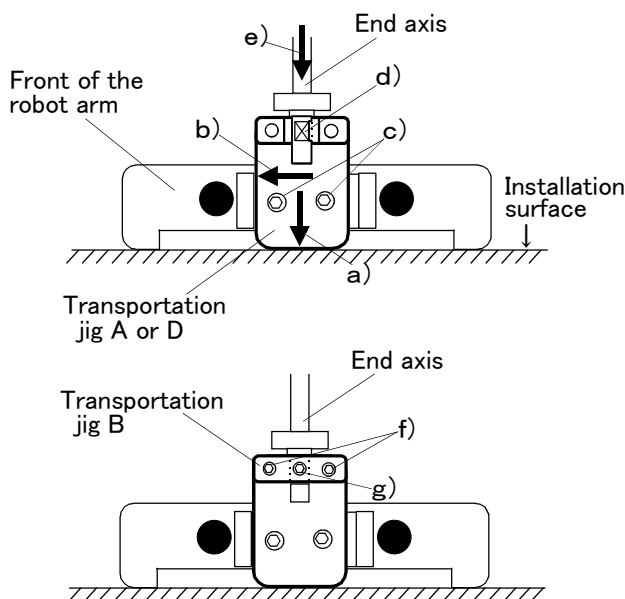 e)
End axis
Front of the
robot arm
d)
b)
c)
Installation
surface
a)
Transportation
jig A or D
End axis
Transportation
jig B
f)
g)